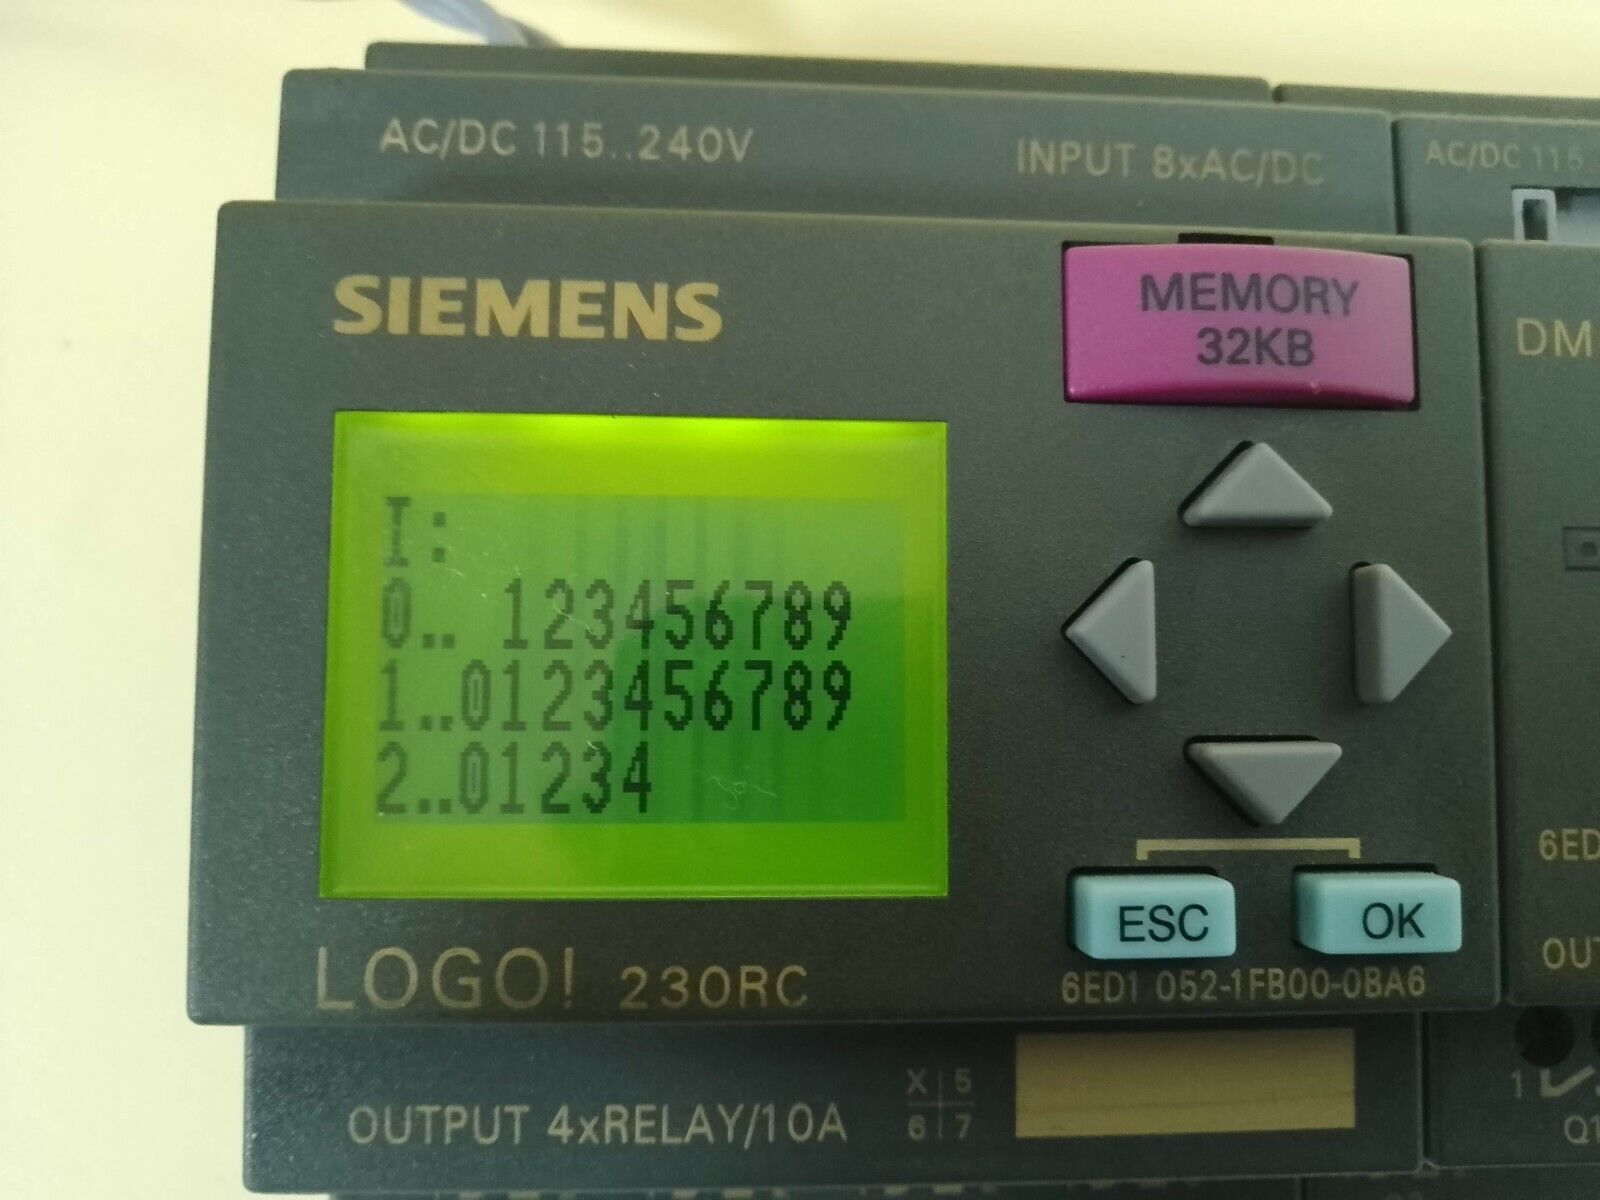 AC/DC 115..240V
INPUT 8xAC/DC
AC/DC 115..
SIEMENS
MEMORY
32KB
DM
I:
0.. 123456789
1..0123456789
2..01234
ESC
OK
LOGO! 230RC
6ED1 052-1FB00-0BA6
6ED
OUT
OUTPUT 4xRELAY/10A
X 5
6 7
1
Q1